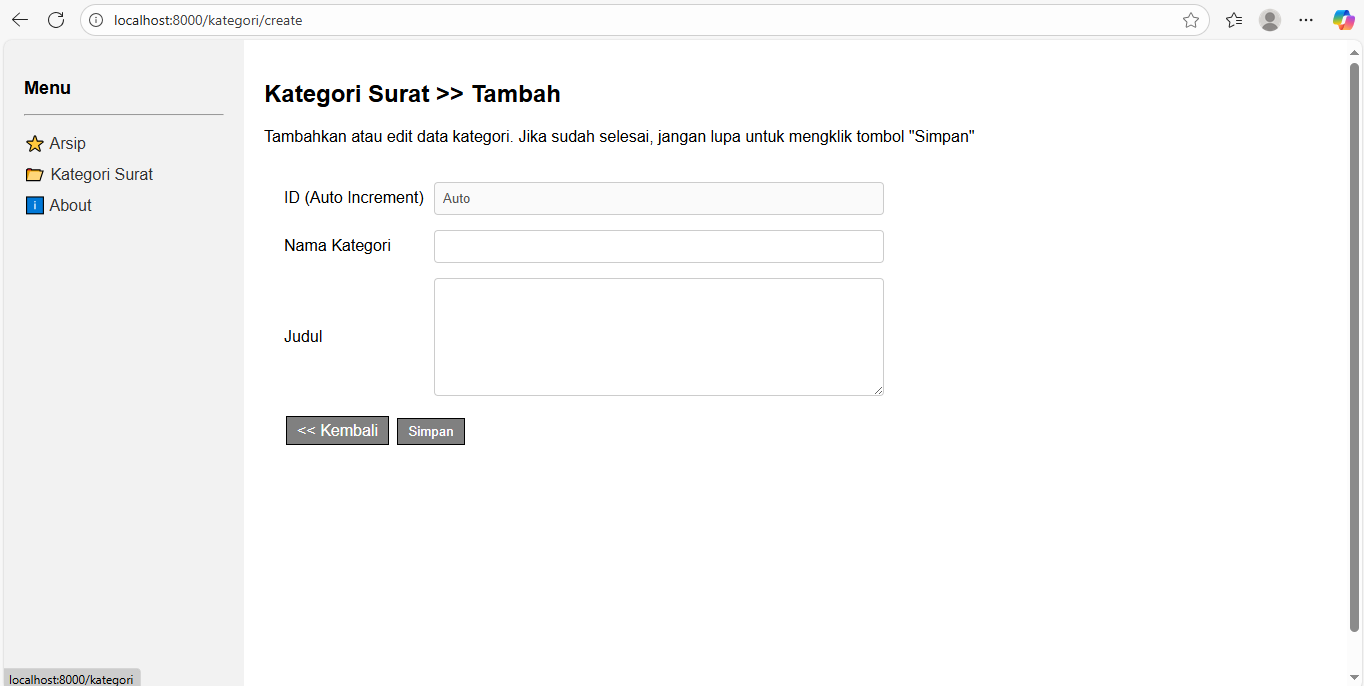 localhost:8000/kategori/create
Menu
Arsip
Kategori Surat
About
Kategori Surat >> Tambah
Tambahkan atau edit data kategori. Jika sudah selesai, jangan lupa untuk mengklik tombol "Simpan"
ID (Auto Increment) Auto
Nama Kategori
Judul
<< Kembali Simpan
localhost:8000/kategori